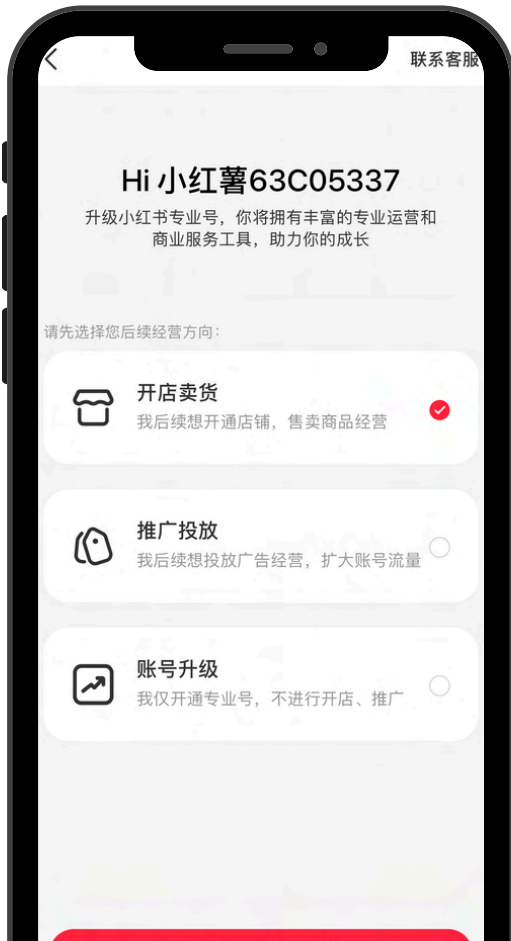 联系客服
Hi 小红薯63C05337
升级小红书专业号，你将拥有丰富的专业运营和
商业服务工具，助力你的成长
请先选择您后续经营方向：
开店卖货
我后续想开通店铺，售卖商品经营
推广投放
我后续想投放广告经营，扩大账号流量
账号升级
我仅开通专业号，不进行开店、推广